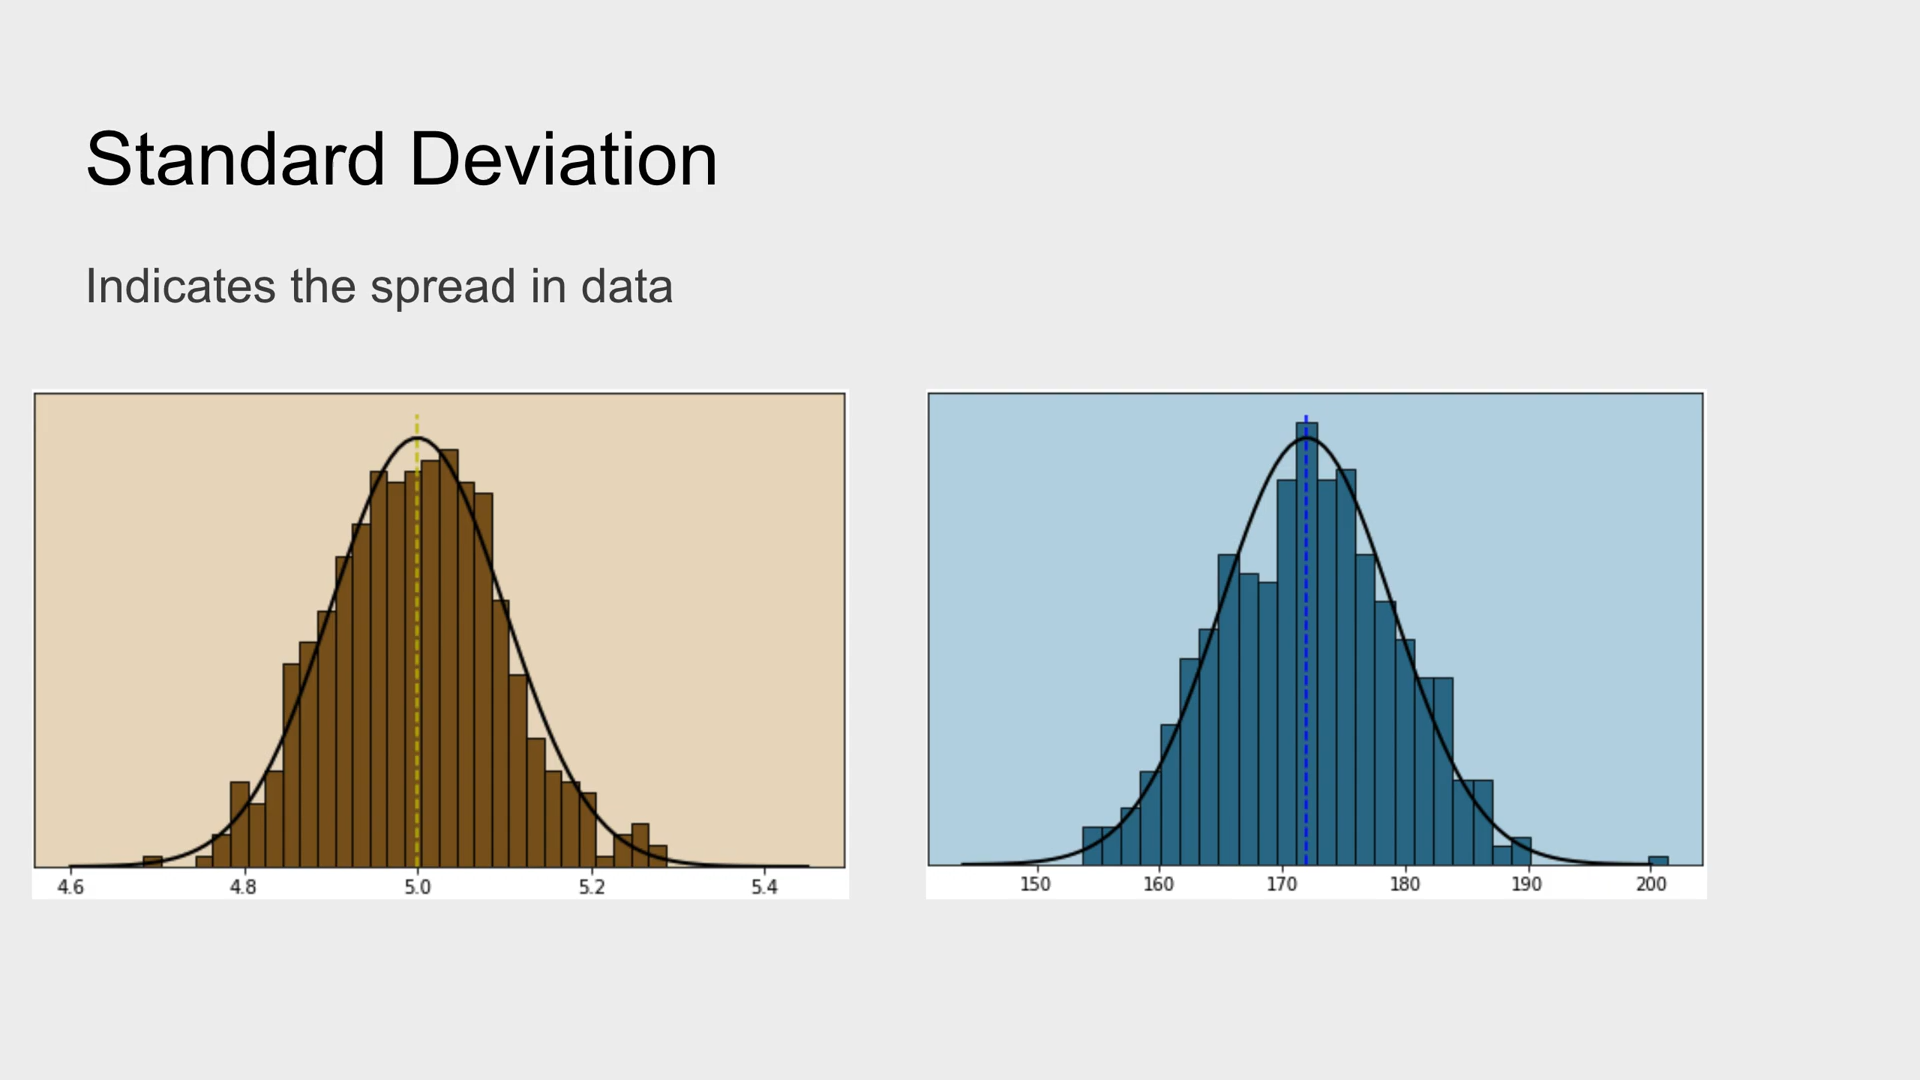 Standard Deviation
Indicates the spread in data
4.6 4.8 5.0 5.2 5.4
150 160 170 180 190 200